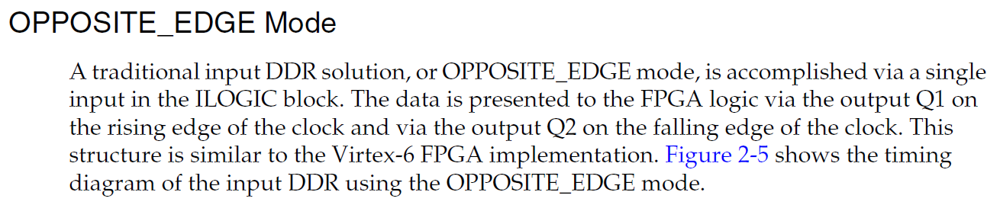 OPPOSITE_EDGE Mode
A traditional input DDR solution, or OPPOSITE_EDGE mode, is accomplished via a single
input in the ILOGIC block. The data is presented to the FPGA logic via the output Q1 on
the rising edge of the clock and via the output Q2 on the falling edge of the clock. This
structure is similar to the Virtex-6 FPGA implementation. Figure 2-5 shows the timing
diagram of the input DDR using the OPPOSITE_EDGE mode.